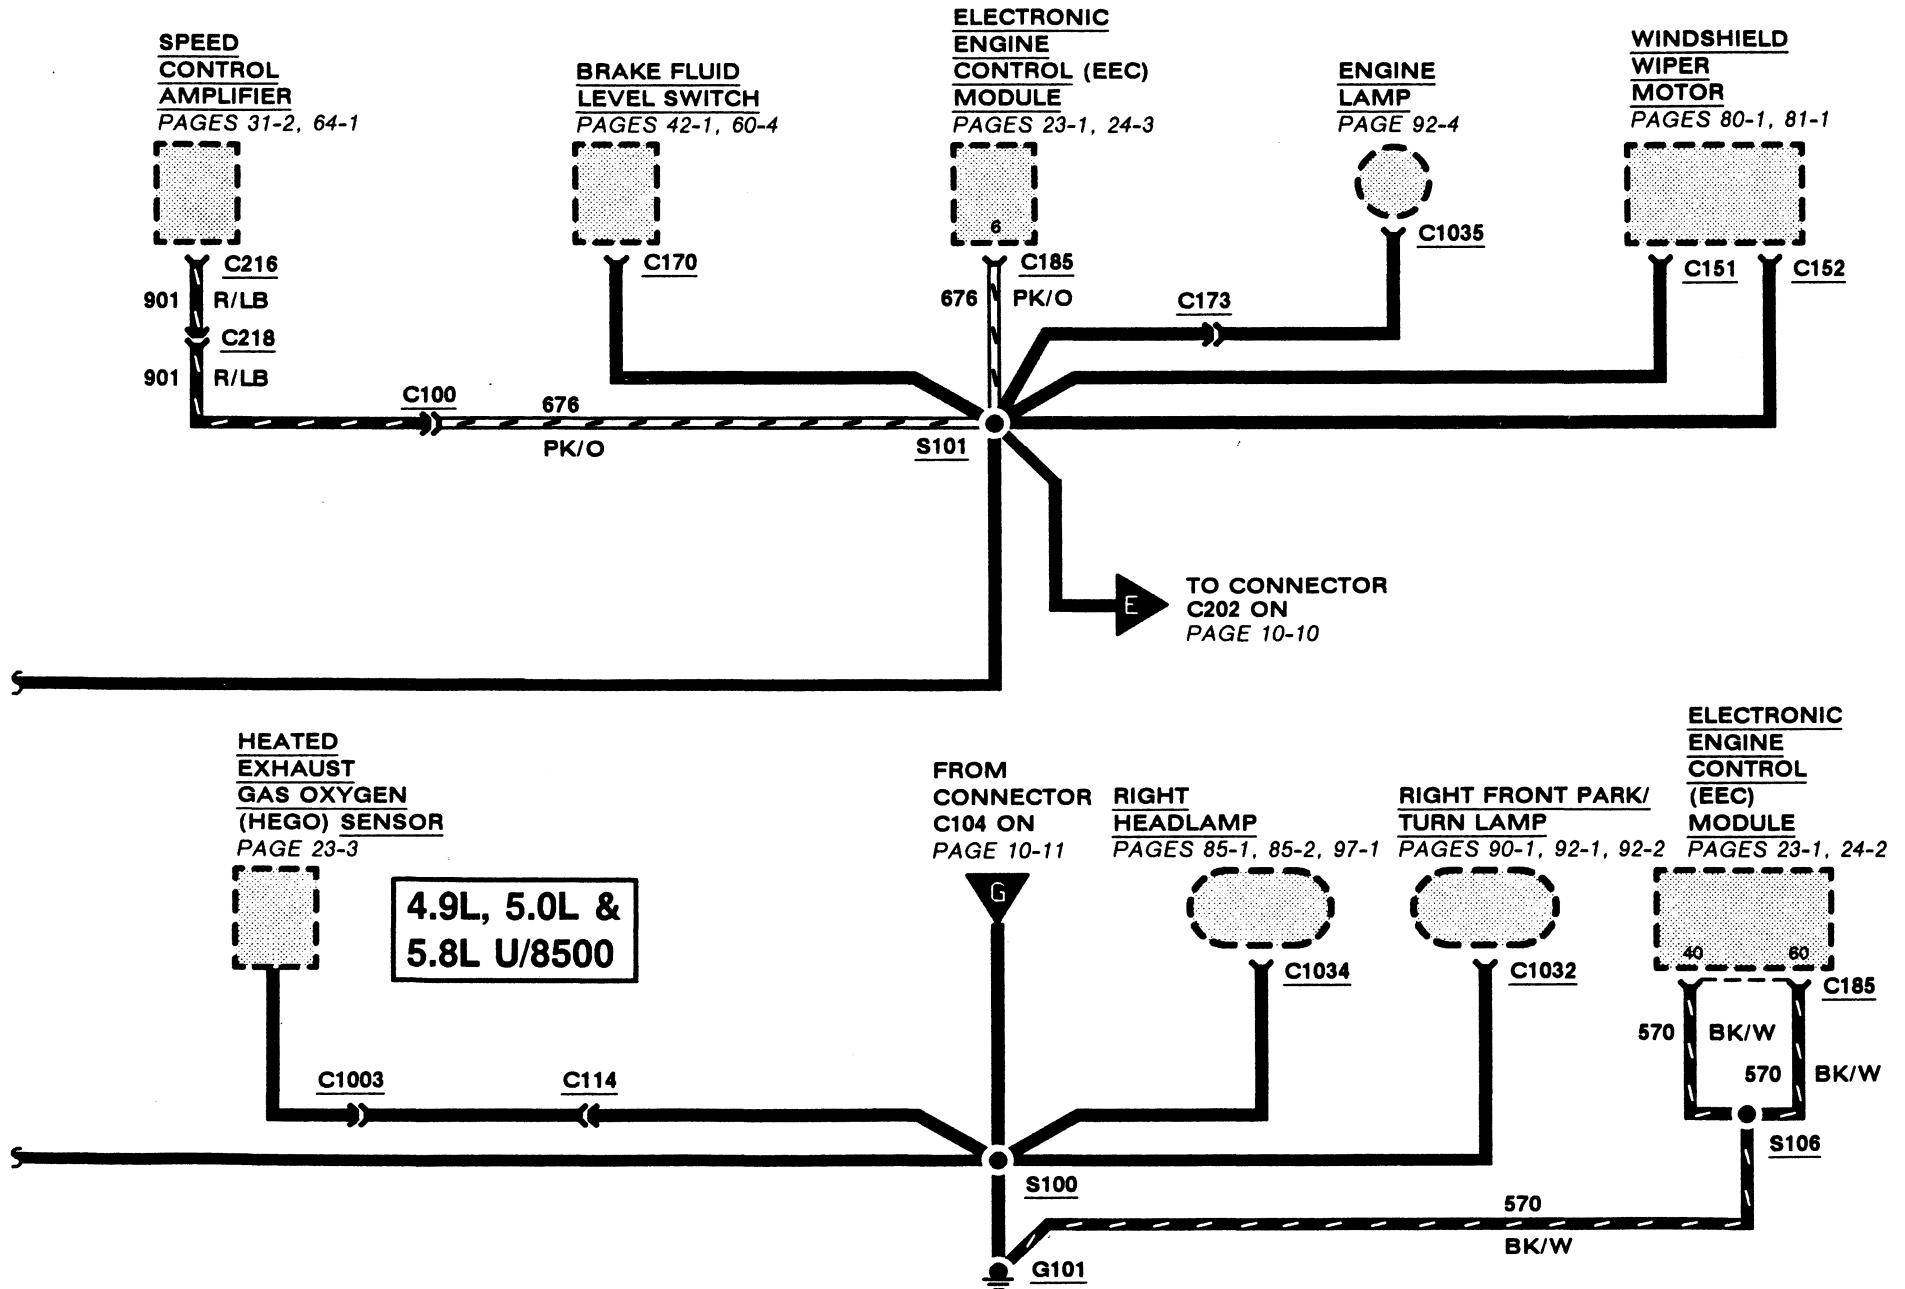 SPEED
CONTROL
AMPLIFIER
PAGES 31-2, 64-1
BRAKE FLUID
LEVEL SWITCH
PAGES 42-1, 60-4
ELECTRONIC
ENGINE
CONTROL (EEC)
MODULE
PAGES 23-1, 24-3
ENGINE
LAMP
PAGE 92-4
WINDSHIELD
WIPER
MOTOR
PAGES 80-1, 81-1
6
C216
901 R/LB
C218
901 R/LB
C100
676
PK/O
C170
C185
676 PK/O
C173
C1035
C151
C152
S101
E
TO CONNECTOR
C202 ON
PAGE 10-10
HEATED
EXHAUST
GAS OXYGEN
(HEGO) SENSOR
PAGE 23-3
4.9L, 5.0L &
5.8L U/8500
FROM
CONNECTOR
C104 ON
PAGE 10-11
G
RIGHT
HEADLAMP
PAGES 85-1, 85-2, 97-1
RIGHT FRONT PARK/
TURN LAMP
PAGES 90-1, 92-1, 92-2
ELECTRONIC
ENGINE
CONTROL
(EEC)
MODULE
PAGES 23-1, 24-2
40 60
C1034
C1032
C185
570 BK/W
570 BK/W
C1003
C114
S106
S100
570
BK/W
G101